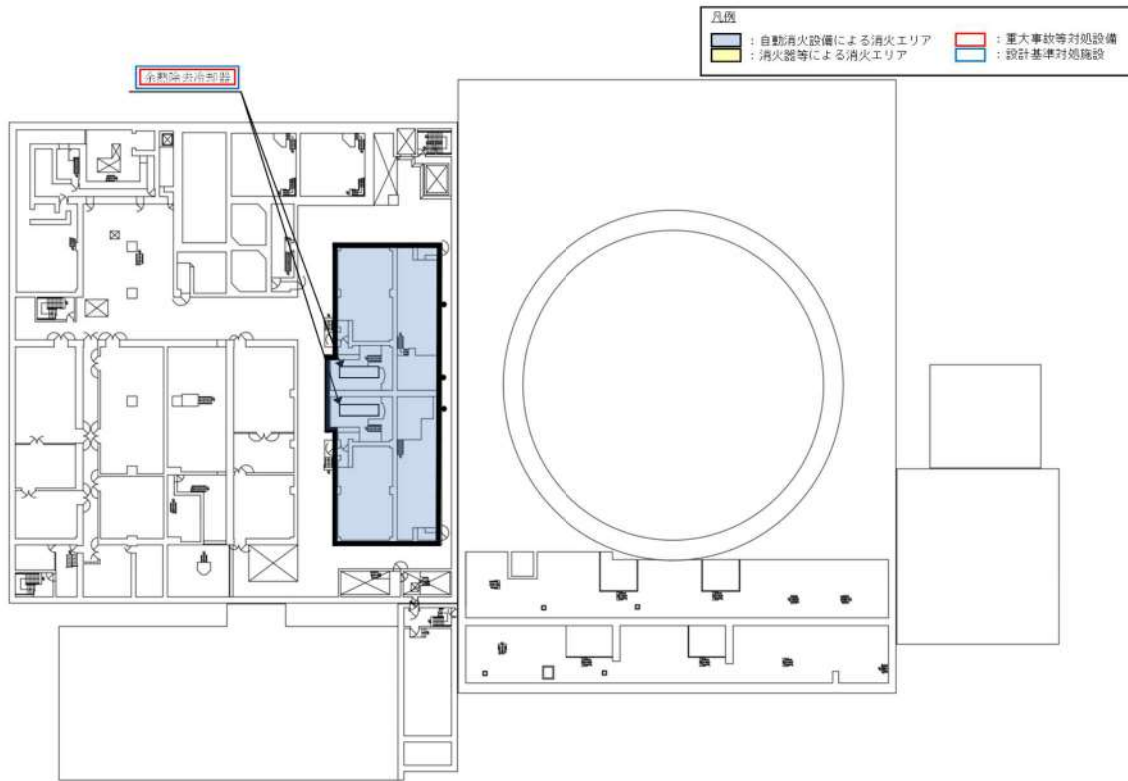 凡例
：自動消火設備による消火エリア
：重大事故等対処設備
：消火器等による消火エリア
：設計基準対処施設
余熱除去冷却器